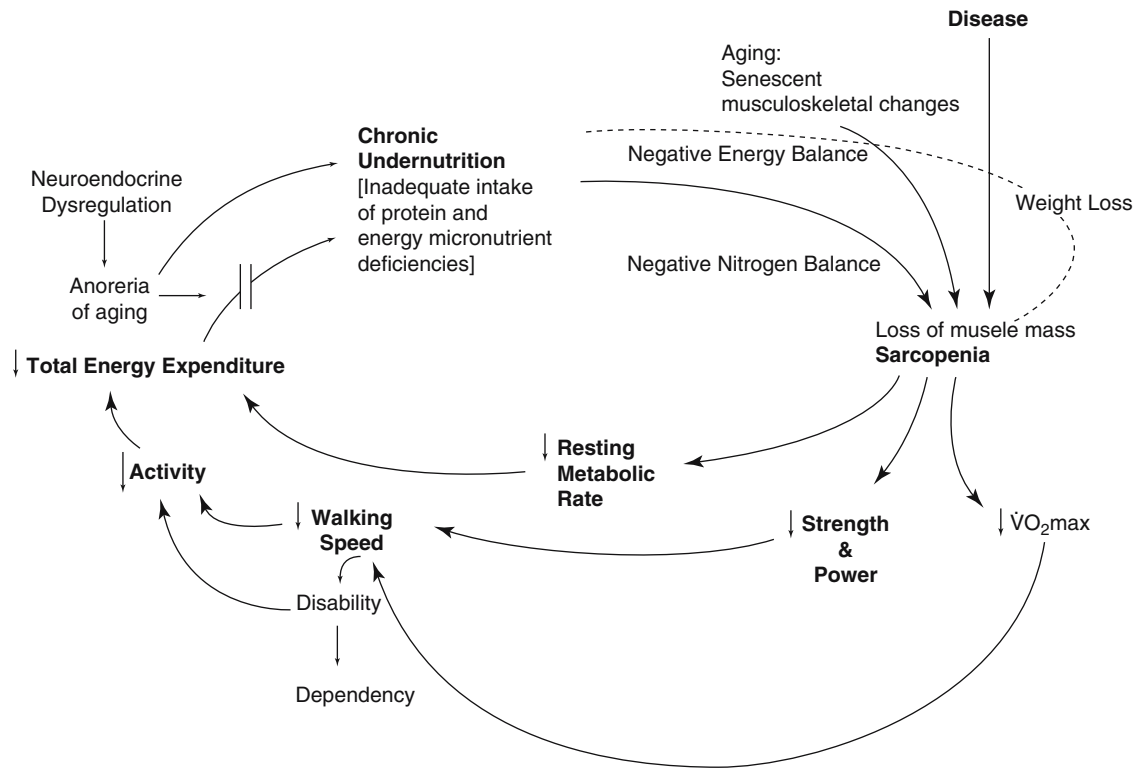 Disease
Aging:
Senescent
musculoskeletal changes
Chronic
Undernutrition
[Inadequate intake
of protein and
energy micronutrient
deficiencies]
Negative Energy Balance
Weight Loss
Negative Nitrogen Balance
Neuroendocrine
Dysregulation
Anoreria
of aging
Loss of musele mass
Sarcopenia
↓ Total Energy Expenditure
↓ Resting
Metabolic
Rate
↓ Activity
↓ Walking
Speed
↓ Strength
&
Power
↓ V̇O₂max
Disability
Dependency